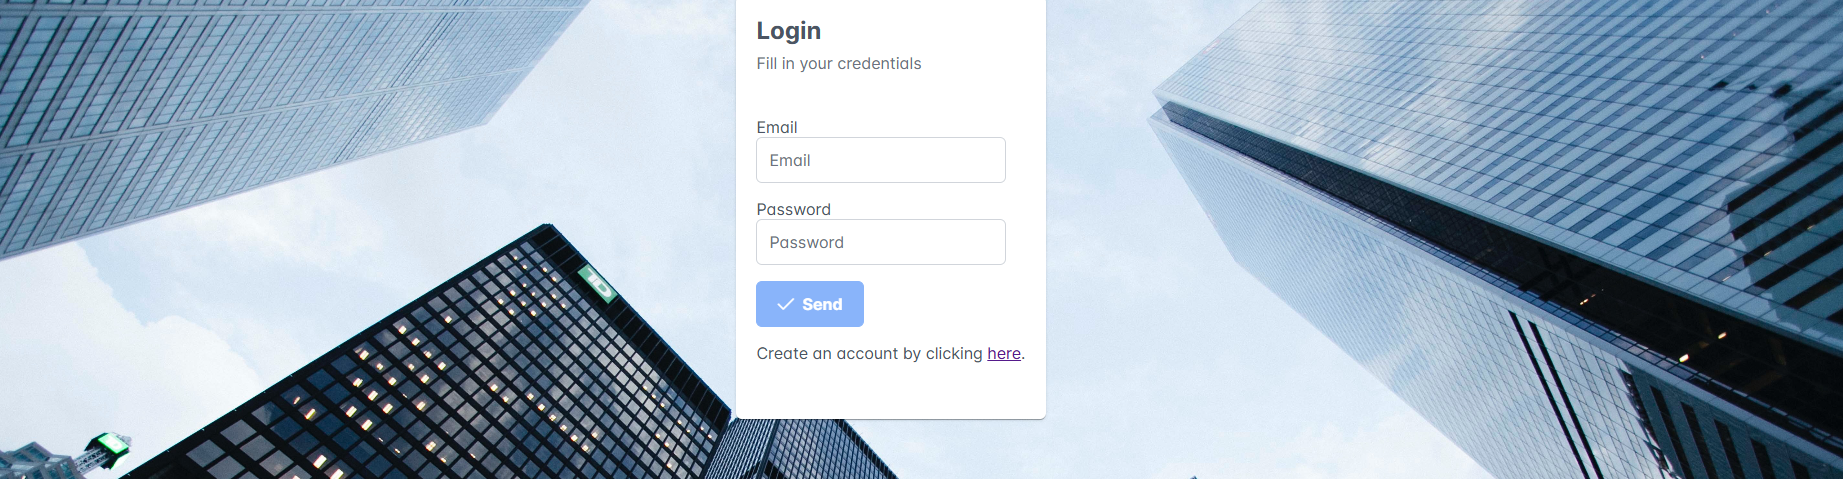 Login
Fill in your credentials
Email
Email
Password
Password
Send
Create an account by clicking here.
TD